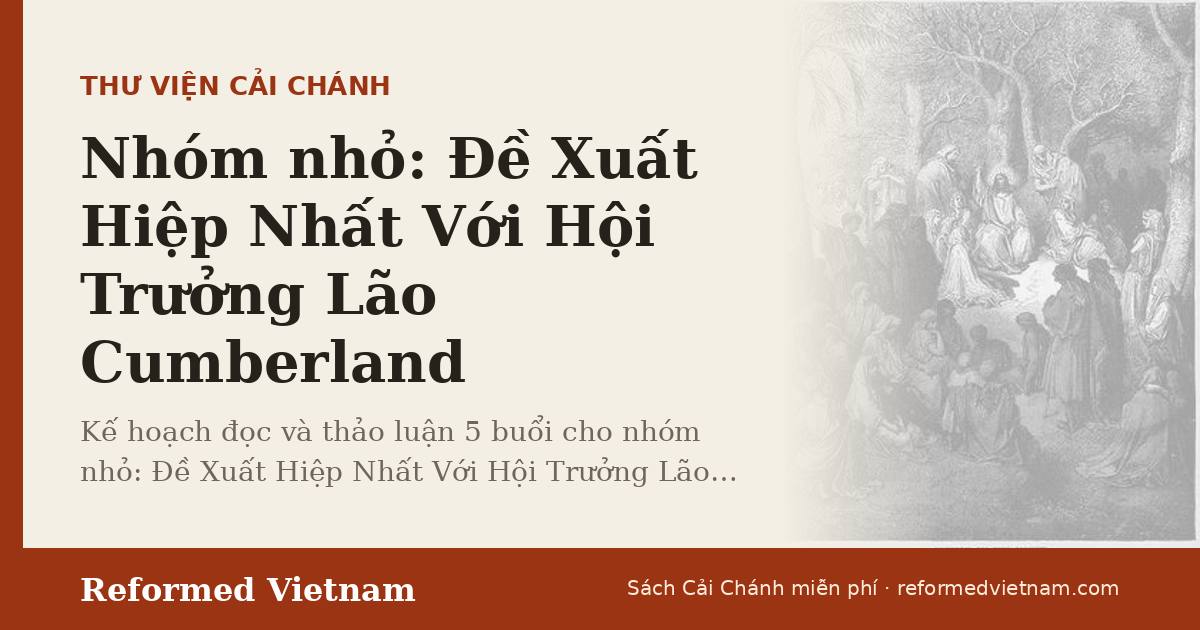 THƯ VIỆN CẢI CHÁNH
Nhóm nhỏ: Đề Xuất
Hiệp Nhất Với Hội
Trưởng Lão
Cumberland
Kế hoạch đọc và thảo luận 5 buổi cho nhóm
nhỏ: Đề Xuất Hiệp Nhất Với Hội Trưởng Lão...
Reformed Vietnam
Sách Cải Chánh miễn phí · reformedvietnam.com